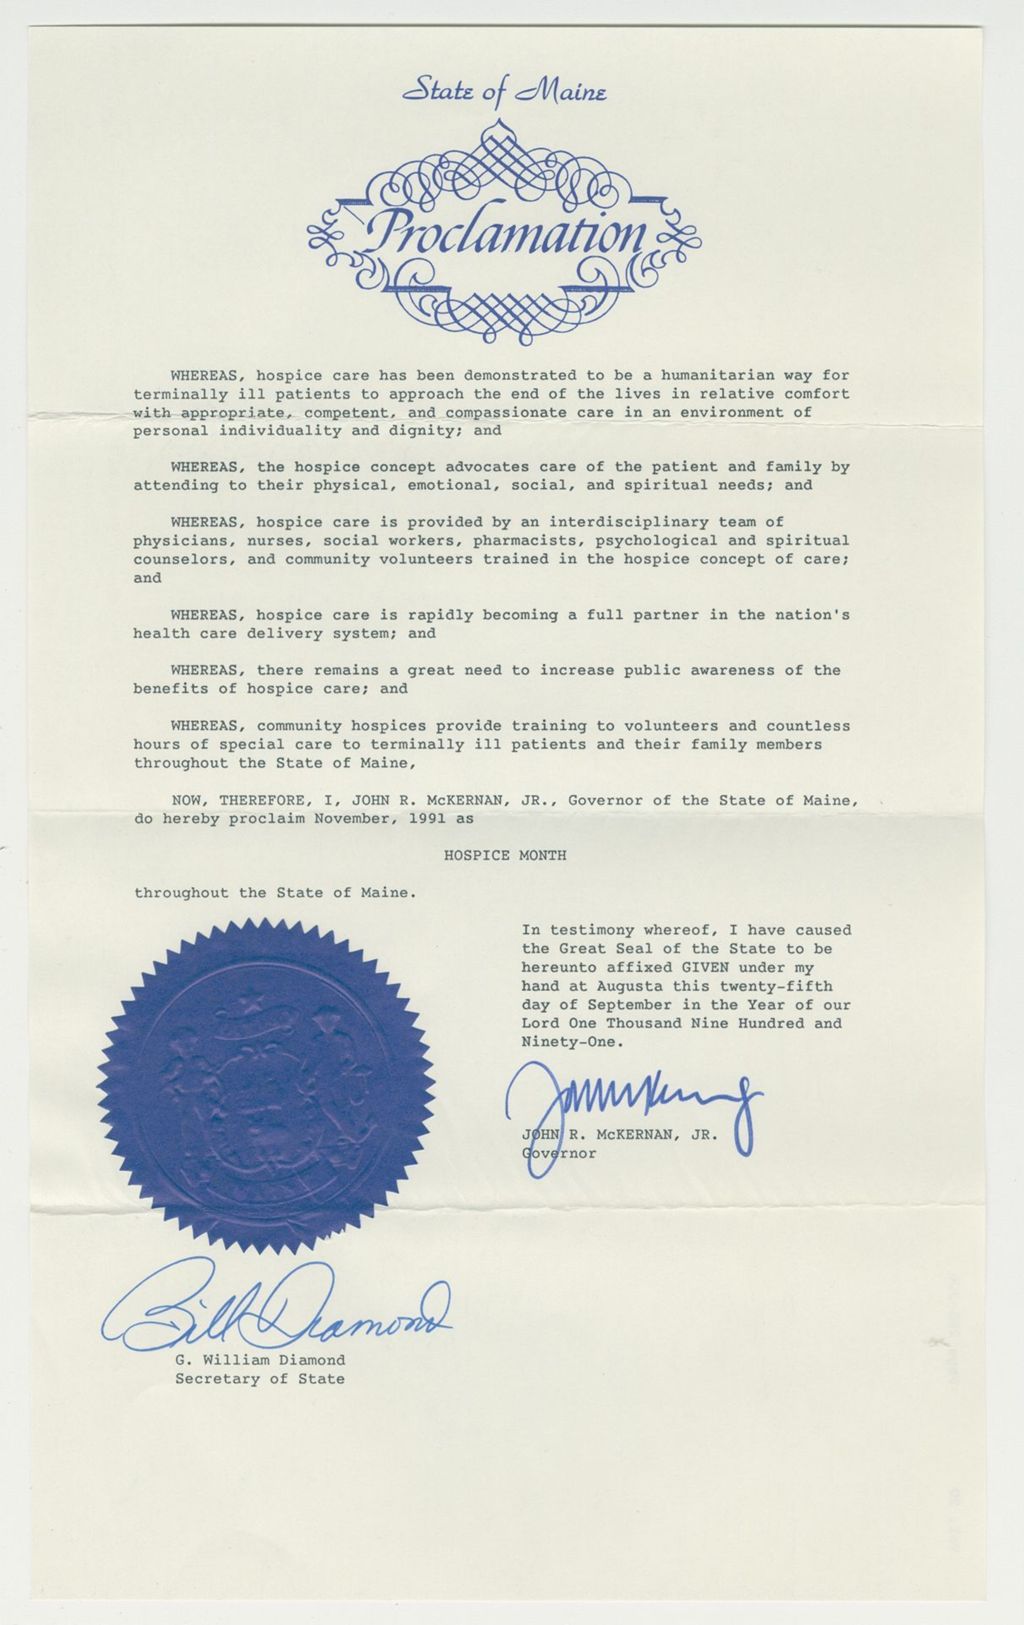 State of Maine
Proclamation
WHEREAS, hospice care has been demonstrated to be a humanitarian way for
terminally ill patients to approach the end of the lives in relative comfort
with appropriate, competent, and compassionate care in an environment of
personal individuality and dignity; and
WHEREAS, the hospice concept advocates care of the patient and family by
attending to their physical, emotional, social, and spiritual needs; and
WHEREAS, hospice care is provided by an interdisciplinary team of
physicians, nurses, social workers, pharmacists, psychological and spiritual
counselors, and community volunteers trained in the hospice concept of care;
and
WHEREAS, hospice care is rapidly becoming a full partner in the nation's
health care delivery system; and
WHEREAS, there remains a great need to increase public awareness of the
benefits of hospice care; and
WHEREAS, community hospices provide training to volunteers and countless
hours of special care to terminally ill patients and their family members
throughout the State of Maine,
NOW, THEREFORE, I, JOHN R. McKERNAN, JR., Governor of the State of Maine,
do hereby proclaim November, 1991 as
HOSPICE MONTH
throughout the State of Maine.
In testimony whereof, I have caused
the Great Seal of the State to be
hereunto affixed GIVEN under my
hand at Augusta this twenty-fifth
day of September in the Year of our
Lord One Thousand Nine Hundred and
Ninety-One.
JOHN R. McKERNAN, JR.
Governor
Bill Diamond
G. William Diamond
Secretary of State